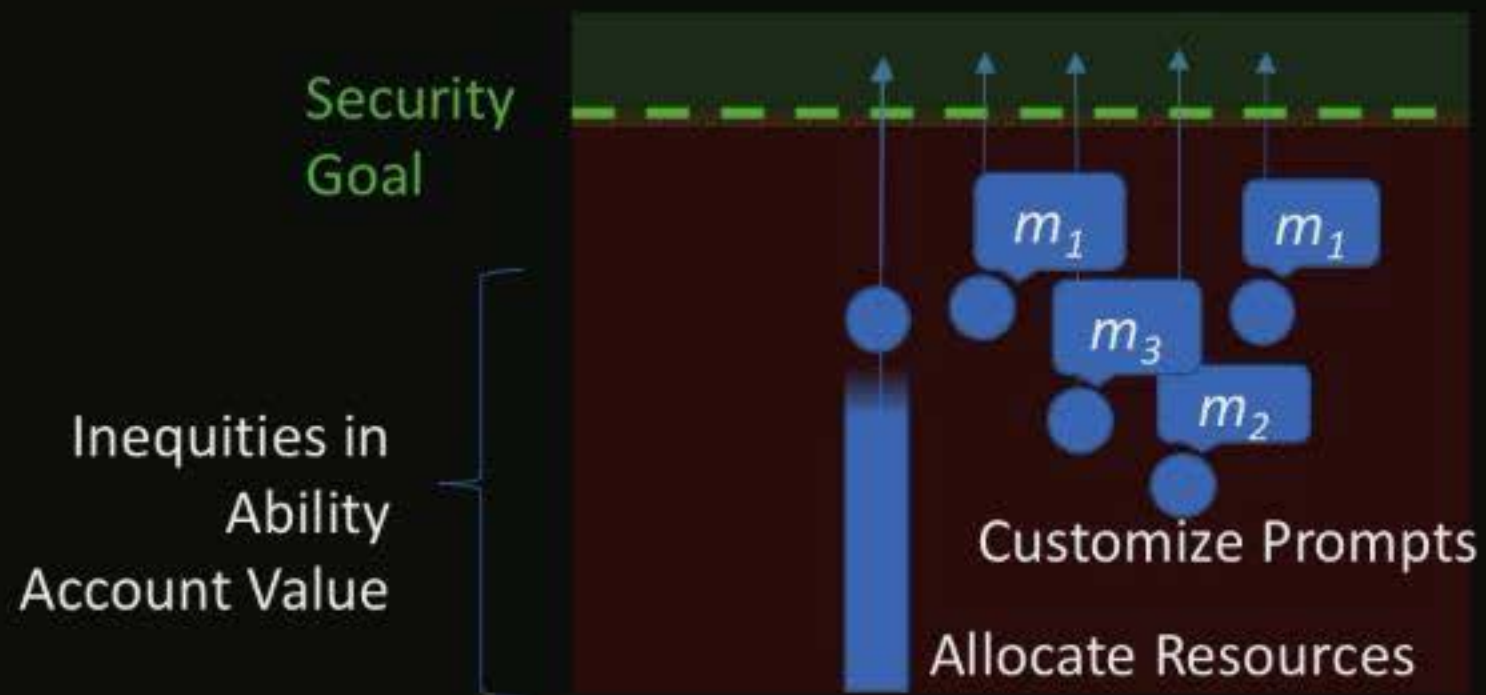 Security
Goal
m₁
m₁
m₃
m₂
Inequities in
Ability
Account Value
Customize Prompts
Allocate Resources